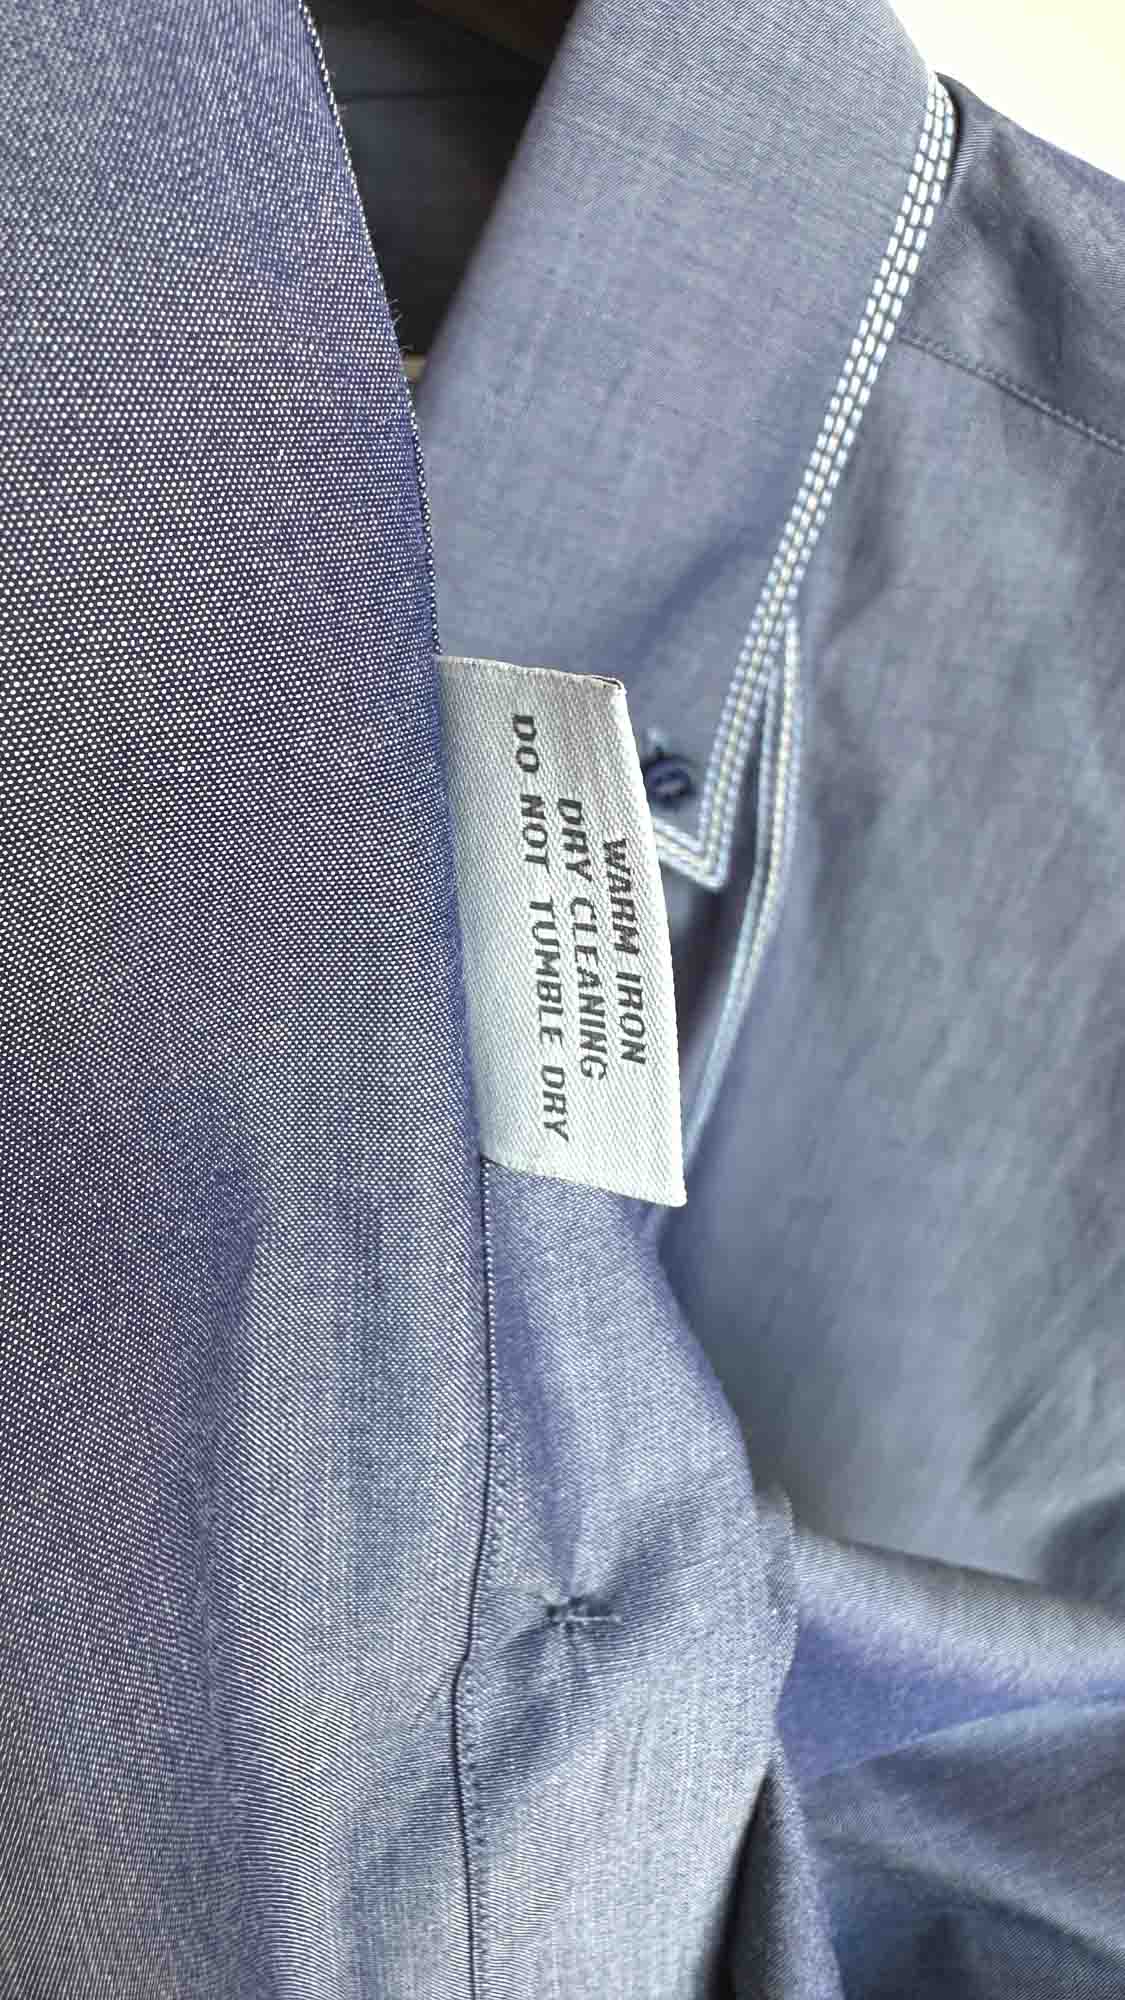 WARM IRON
DRY CLEANING
DO NOT TUMBLE DRY